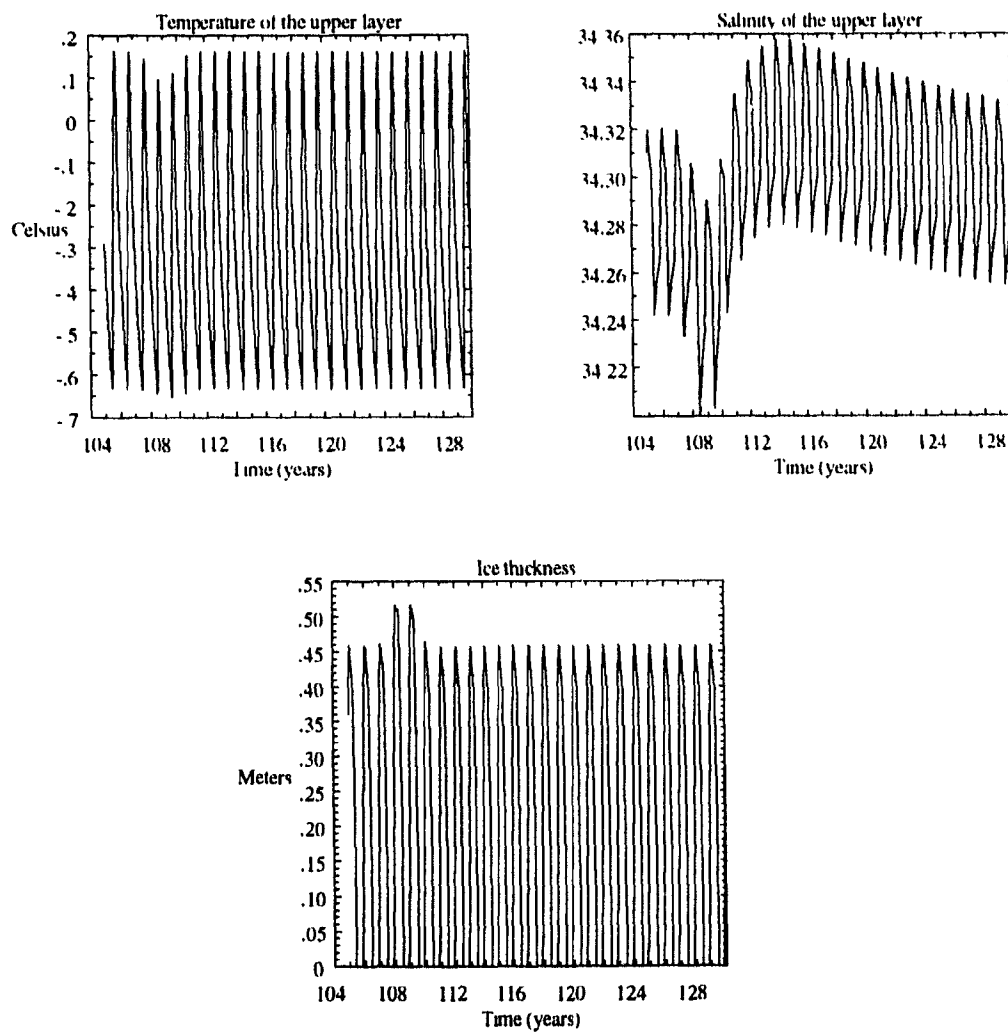 Temperature of the upper layer
.2
.1
0
-.1
-.2
Celsius
-.3
-.4
-.5
-.6
-.7
104 108 112 116 120 124 128
Time (years)
Salinity of the upper layer
34.36
34.34
34.32
34.30
34.28
34.26
34.24
34.22
104 108 112 116 120 124 128
Time (years)
Ice thickness
.55
.50
.45
.40
.35
.30
Meters
.25
.20
.15
.10
.05
0
104 108 112 116 120 124 128
Time (years)